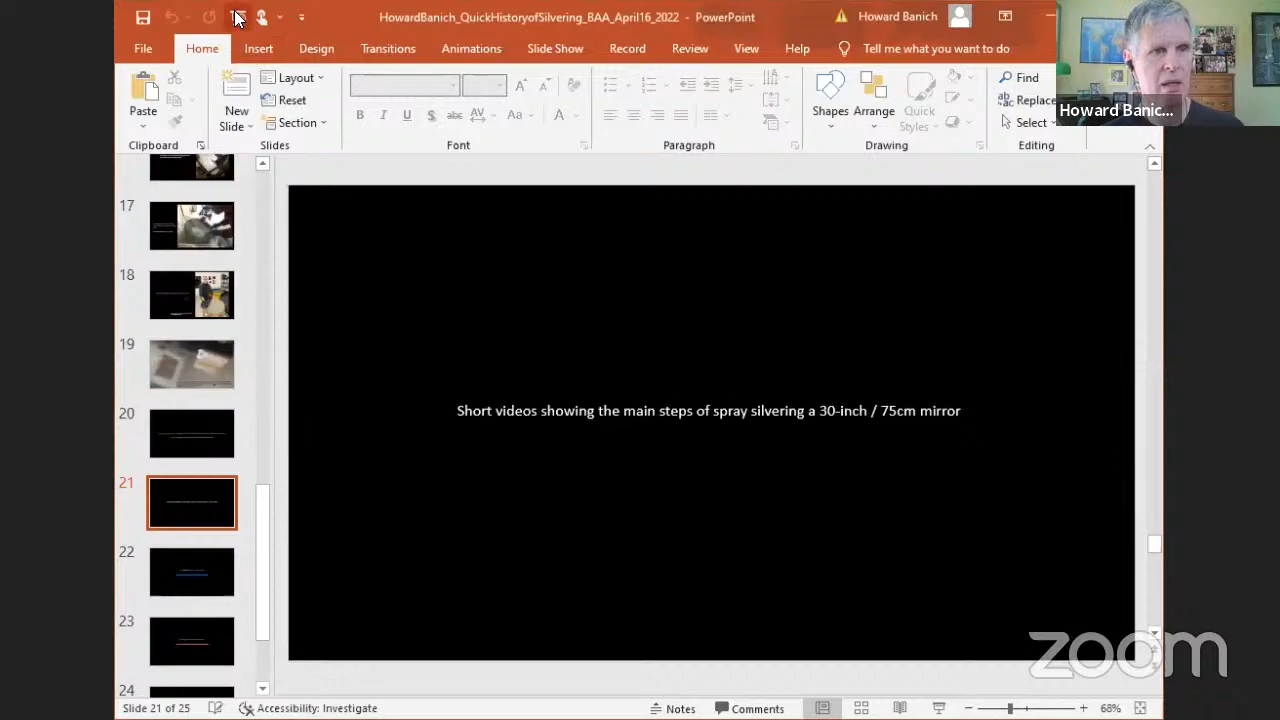 HowardBanich_QuickHistoryofSilvering_BAA_April16_2022 - PowerPoint
Howard Banich
File Home Insert Design Transitions Animations Slide Show Record Review View Help Tell me what you want to do
Paste
Clipboard
New
Slide
Layout
Reset
Section
Slides
Font
Paragraph
Shapes Arrange Quick
Styles
Drawing
Find
Replace
Select
Editing
Howard Banic...
17
18
19
20
21
22
23
24
Short videos showing the main steps of spray silvering a 30-inch / 75cm mirror
zoom
Slide 21 of 25 Accessibility: Investigate Notes Comments 68%